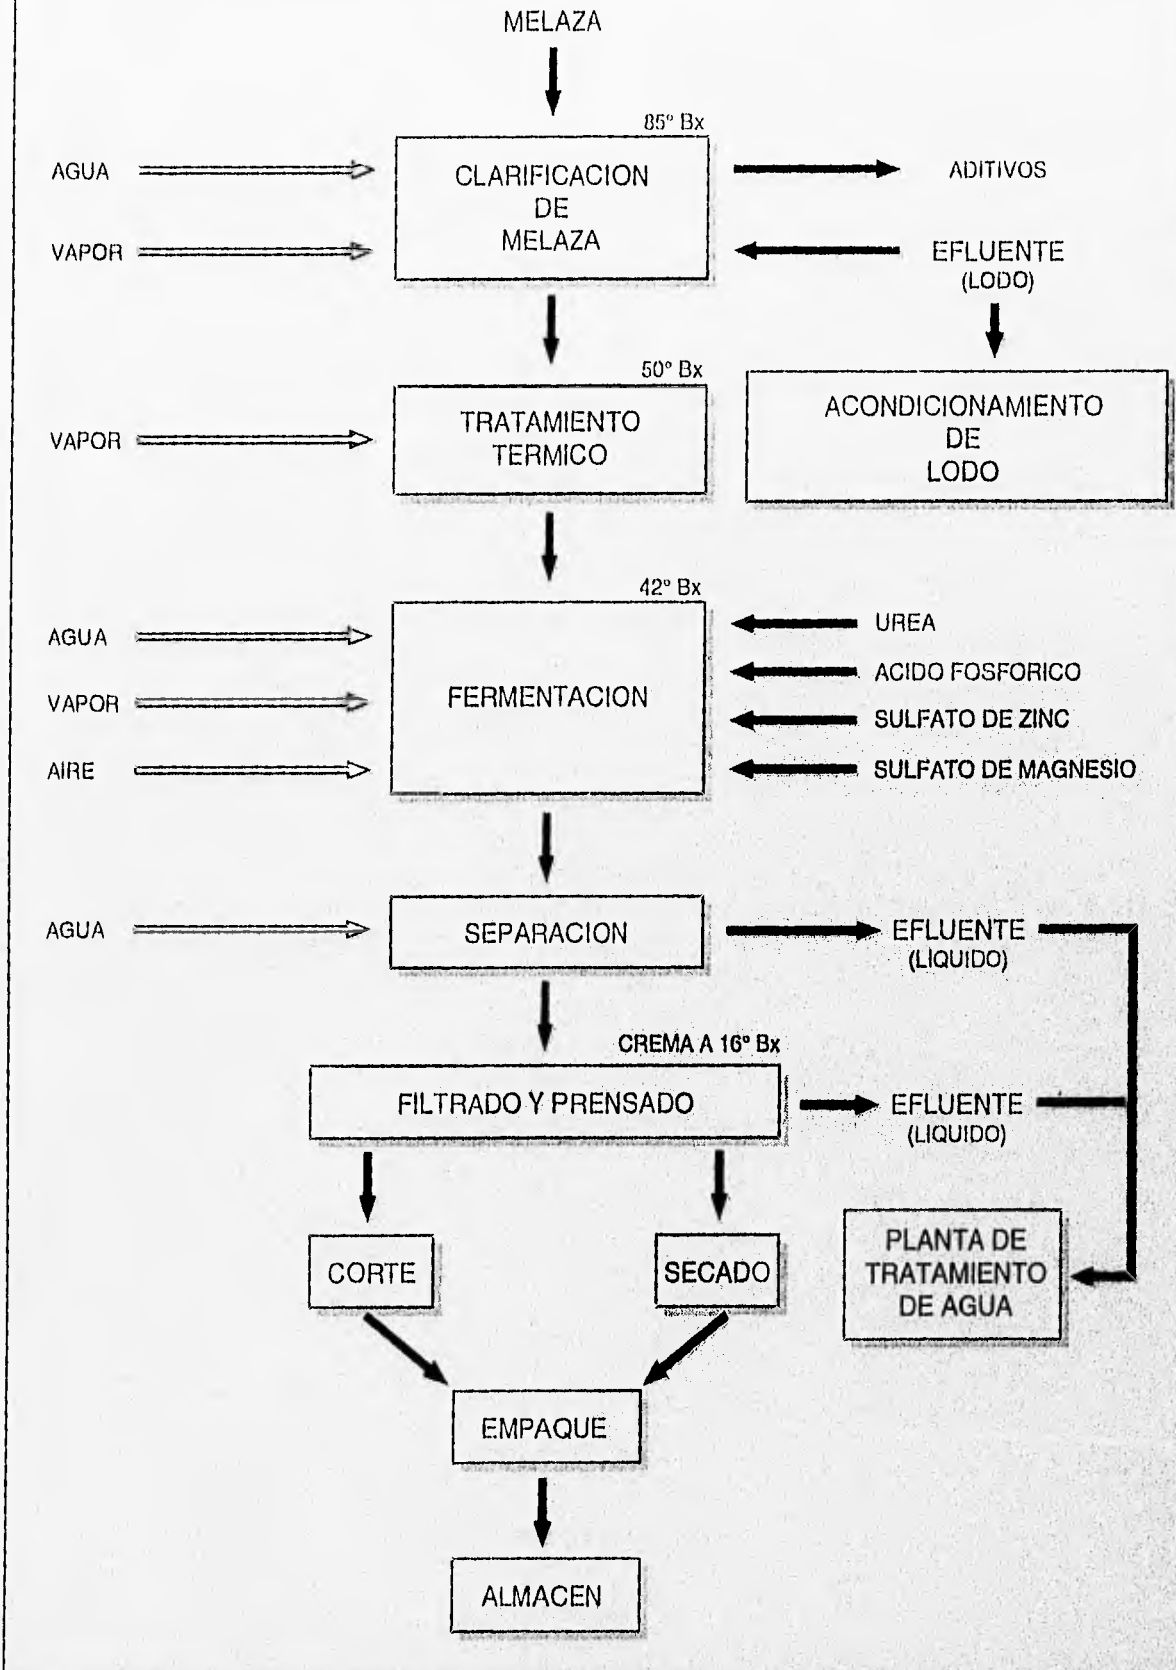 MELAZA
85° Bx
AGUA
CLARIFICACION
DE
MELAZA
ADITIVOS
VAPOR
EFLUENTE
(LODO)
50° Bx
VAPOR
TRATAMIENTO
TERMICO
ACONDICIONAMIENTO
DE
LODO
42° Bx
AGUA
VAPOR
AIRE
FERMENTACION
UREA
ACIDO FOSFORICO
SULFATO DE ZINC
SULFATO DE MAGNESIO
AGUA
SEPARACION
EFLUENTE
(LIQUIDO)
CREMA A 16° Bx
FILTRADO Y PRENSADO
EFLUENTE
(LIQUIDO)
CORTE
SECADO
PLANTA DE
TRATAMIENTO
DE AGUA
EMPAQUE
ALMACEN